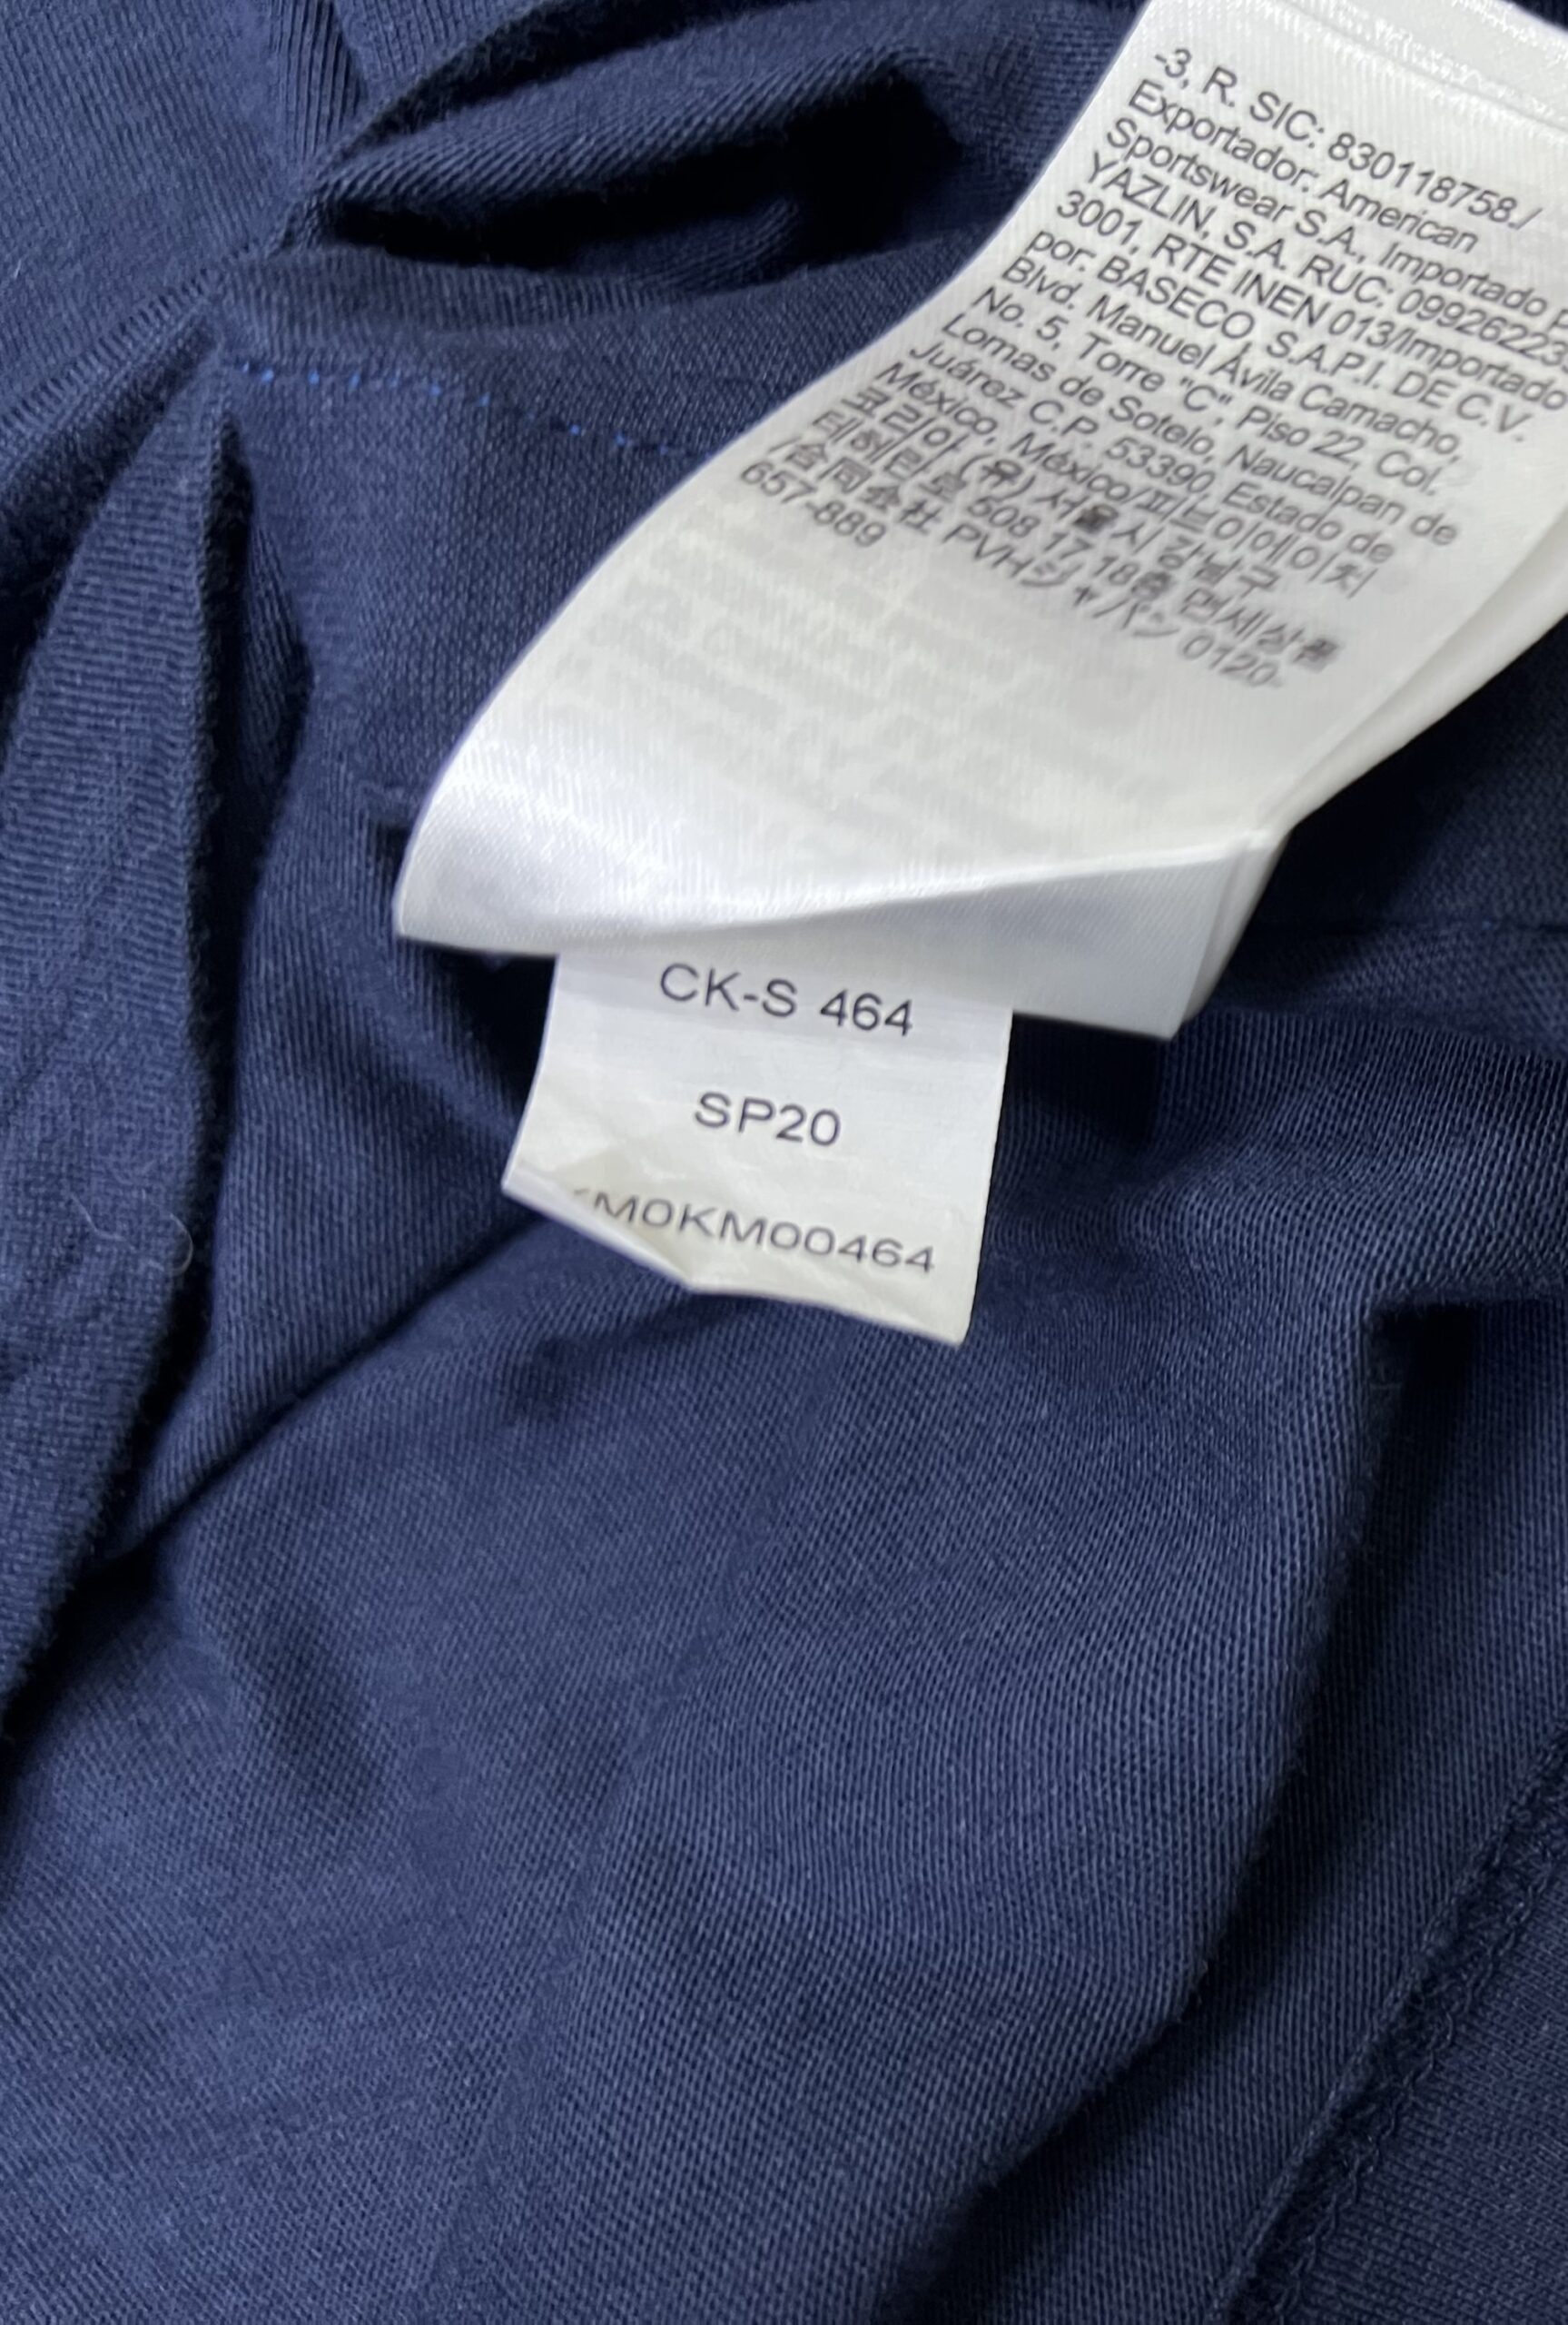 -3, R. SIC: 830118758./
Exportador: American
Sportswear S.A., Importado
YAZLIN, S.A. RUC: 099262223
3001, RTE INEN 013/Importado
por: BASECO, S.A.P.I. DE C.V.
Blvd. Manuel Ávila Camacho,
No. 5, Torre "C", Piso 22, Col.
Lomas de Sotelo, Naucalpan de
Juárez C.P. 53390, Estado de
México, México/피브이에이치
코리아 (유) 서울시 강남구
테헤란로 508 17 18층 면세상품
/合同会社 PVHジャパン 0120-
657-889
CK-S 464
SP20
M0KM00464